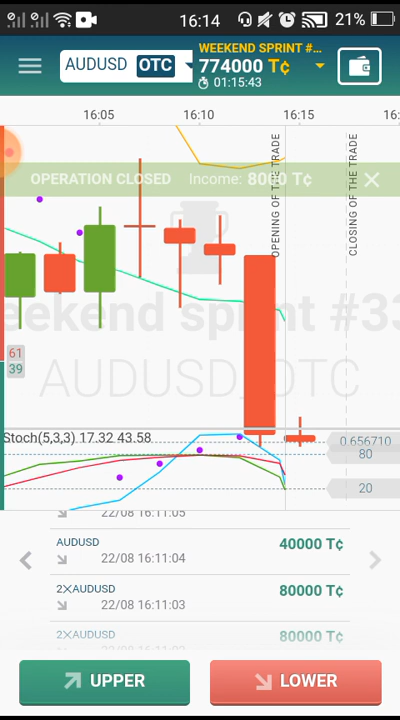 16:14
21%
AUDUSD OTC
WEEKEND SPRINT #...
774000 T¢
01:15:43
16:05 16:10 16:15 16:
OPERATION CLOSED Income: 8000 T¢
OPENING OF THE TRADE
CLOSING OF THE TRADE
eekend sprint #33
AUDUSD OTC
61
39
Stoch(5,3,3) 17.32 43.58
0.656710
80
20
22/08 16:11:05
AUDUSD 40000 T¢
22/08 16:11:04
2XAUDUSD 80000 T¢
22/08 16:11:03
2XAUDUSD 80000 T¢
UPPER LOWER